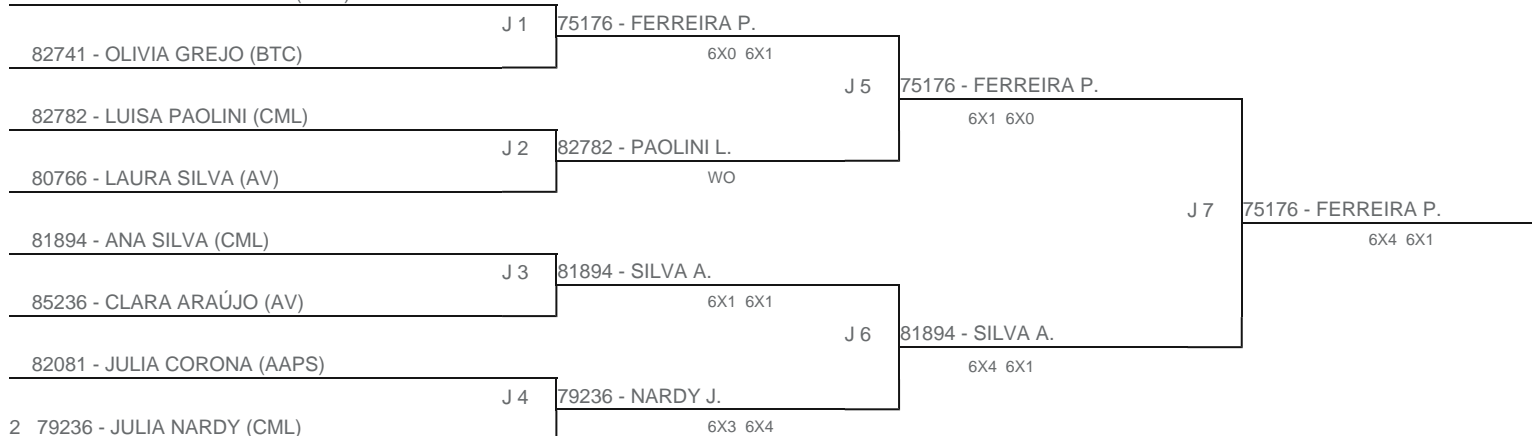 J 1
75176 - FERREIRA P.
82741 - OLIVIA GREJO (BTC)
6X0 6X1
J 5
75176 - FERREIRA P.
82782 - LUISA PAOLINI (CML)
6X1 6X0
J 2
82782 - PAOLINI L.
80766 - LAURA SILVA (AV)
WO
J 7
75176 - FERREIRA P.
81894 - ANA SILVA (CML)
6X4 6X1
J 3
81894 - SILVA A.
85236 - CLARA ARAÚJO (AV)
6X1 6X1
J 6
81894 - SILVA A.
82081 - JULIA CORONA (AAPS)
6X4 6X1
J 4
79236 - NARDY J.
2 79236 - JULIA NARDY (CML)
6X3 6X4